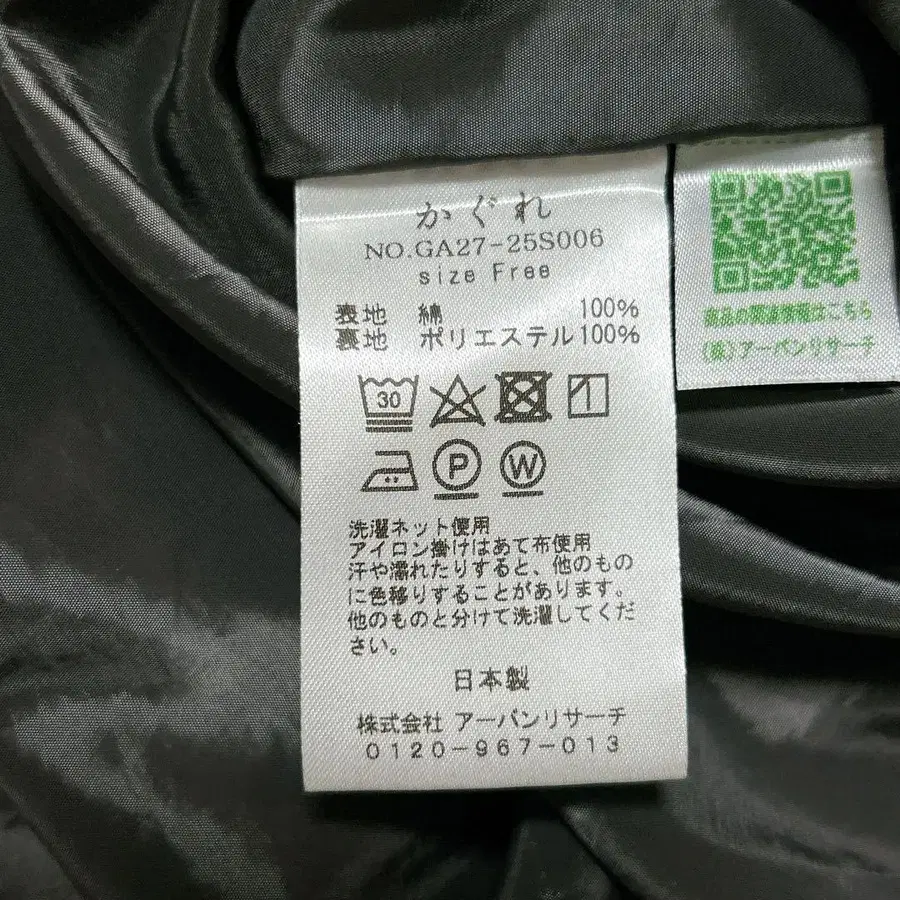 かぐれ
NO.GA27-25S006
size Free
表地 綿 100%
裏地 ポリエステル100%
30
P
W
洗濯ネット使用
アイロン掛けはあて布使用
汗や濡れたりすると、他のもの
に色移りすることがあります。
他のものと分けて洗濯してくだ
さい。
日本製
株式会社 アーバンリサーチ
0120-967-013
商品の関連情報はこちら
(株)アーバンリサーチ